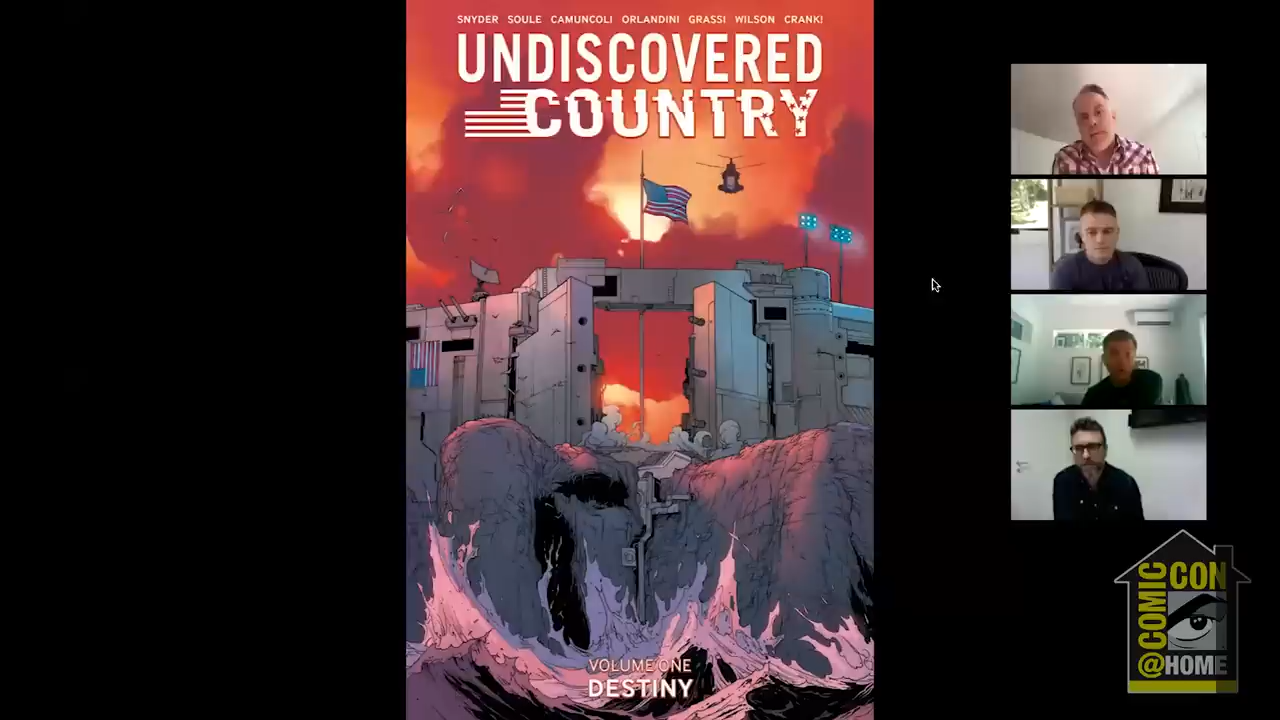 SNYDER SOULE CAMUNCOLI ORLANDINI GRASSI WILSON CRANK!
UNDISCOVERED
COUNTRY
VOLUME ONE
DESTINY
COMIC CON
@HOME